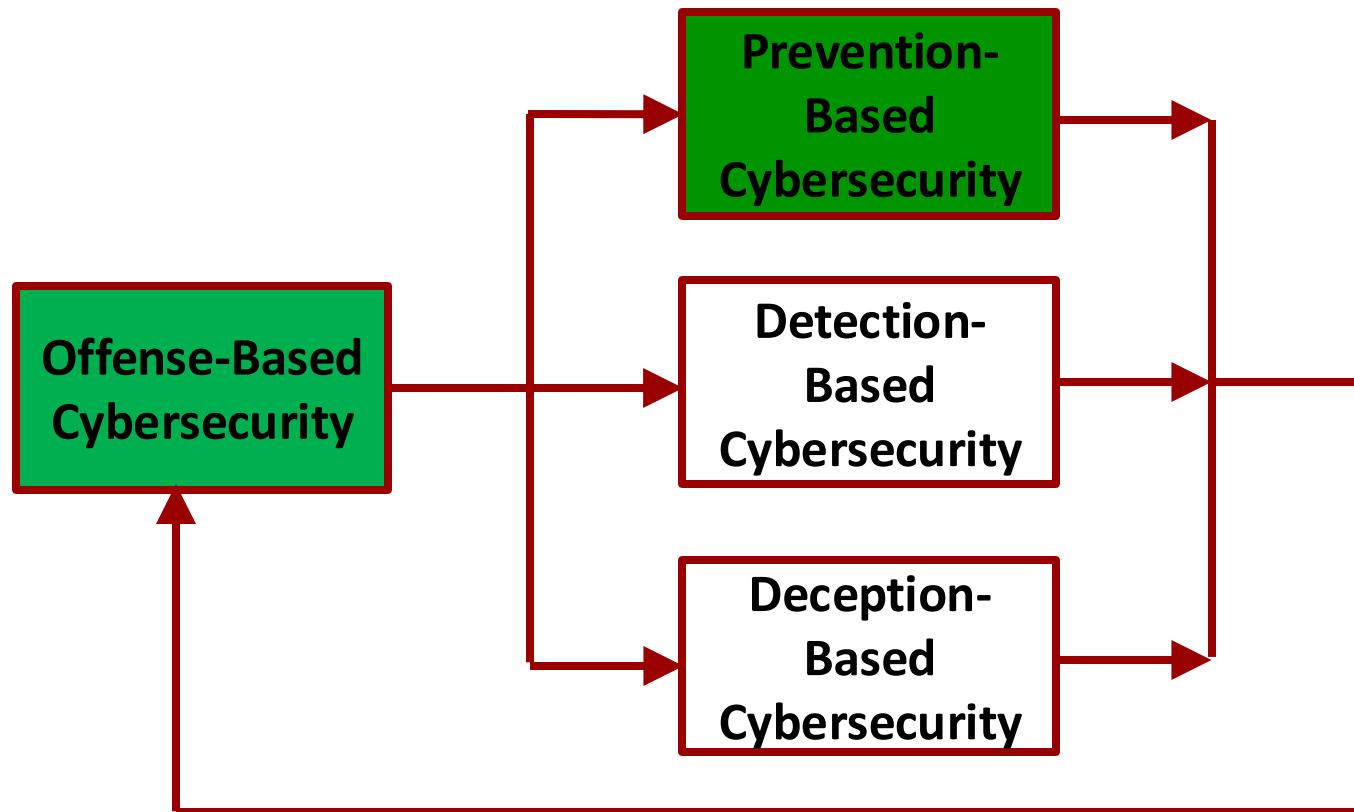 Prevention-
Based
Cybersecurity
Offense-Based
Cybersecurity
Detection-
Based
Cybersecurity
Deception-
Based
Cybersecurity